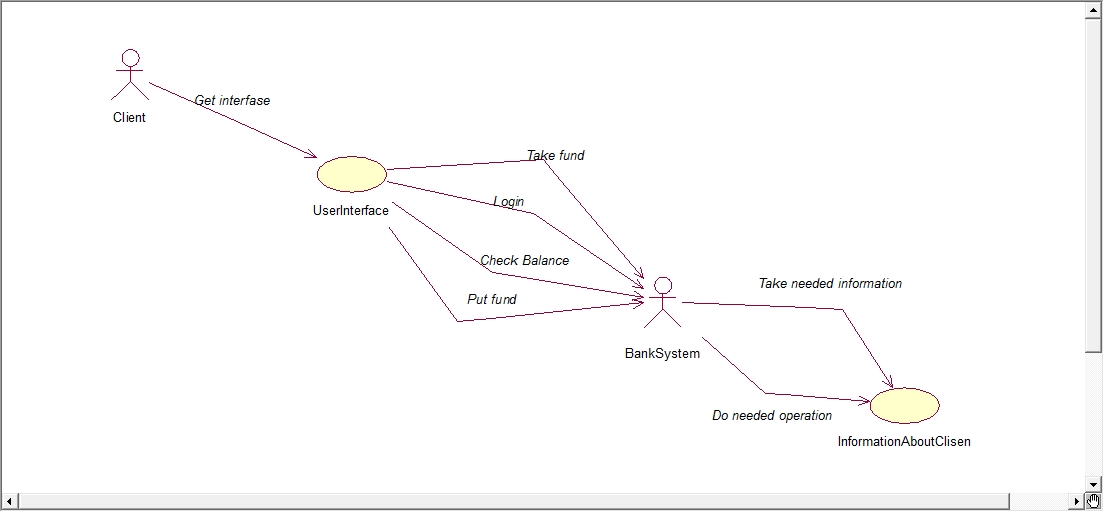 Get interfase
Client
Take fund
Login
UserInterface
Check Balance
Put fund
Take needed information
BankSystem
Do needed operation
InformationAboutClisen